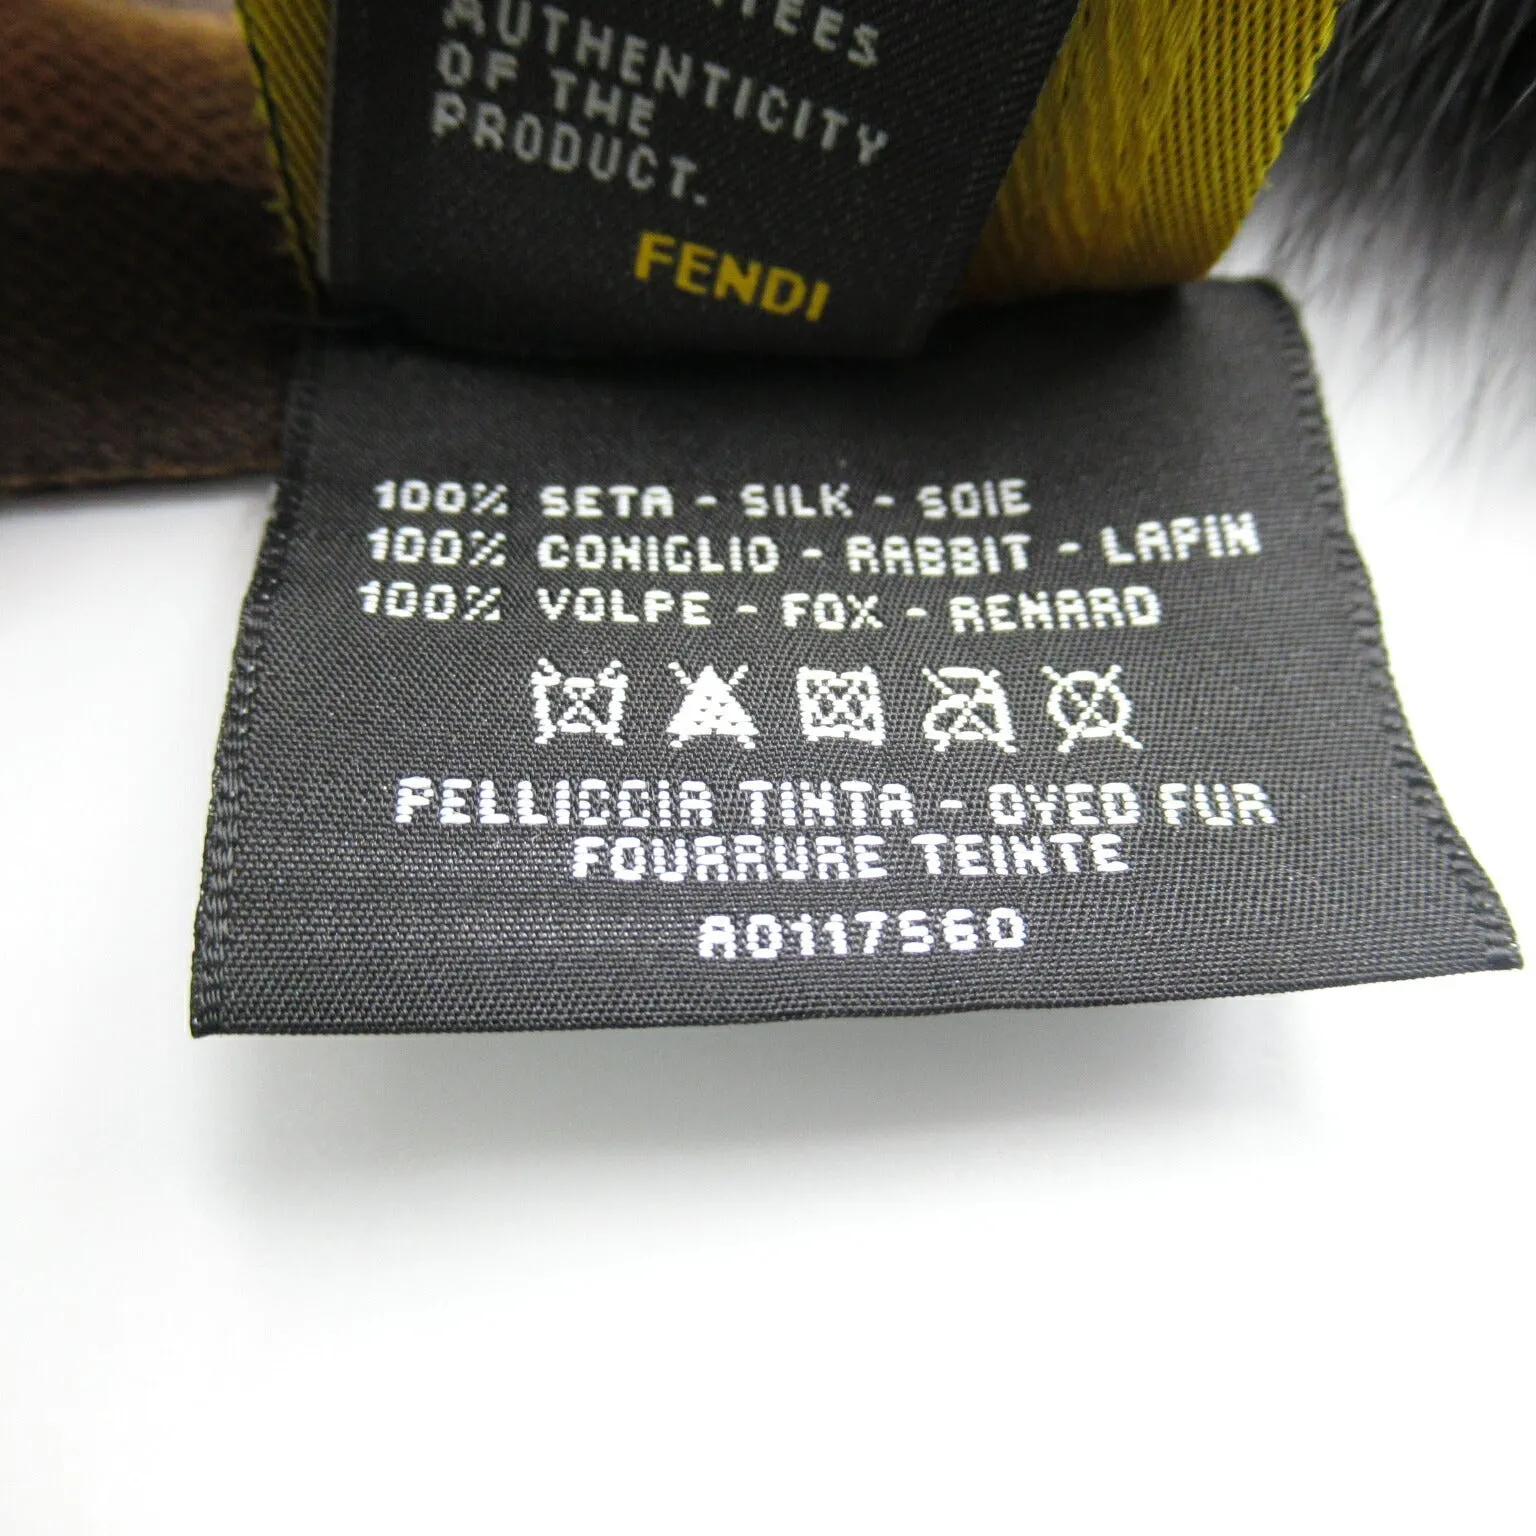 AUTHENTICITY
OF THE
PRODUCT.
FENDI
100% SETA - SILK - SOIE
100% CONIGLIO - RABBIT - LAPIN
100% VOLPE - FOX - RENARD
PELLICCIA TINTA - DYED FUR
FOURRURE TEINTE
A0117560